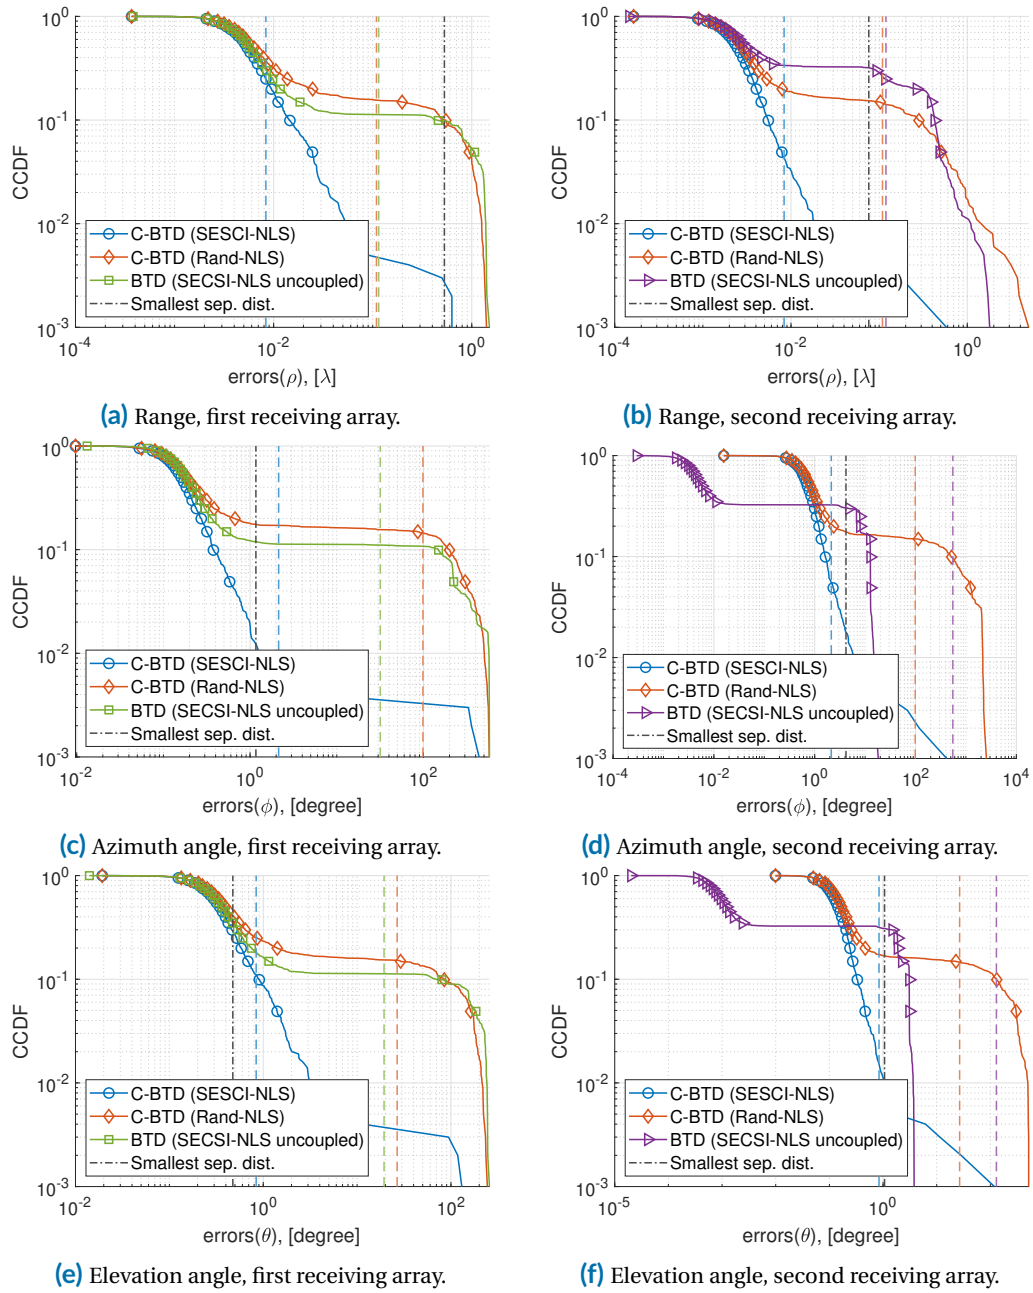 10^0
10^-1
10^-2
10^-3
CCDF
C-BTD (SESCI-NLS)
C-BTD (Rand-NLS)
BTD (SECSI-NLS uncoupled)
Smallest sep. dist.
10^-4
10^-2
10^0
errors(ρ), [λ]
(a) Range, first receiving array.
10^0
10^-1
10^-2
10^-3
CCDF
C-BTD (SESCI-NLS)
C-BTD (Rand-NLS)
BTD (SECSI-NLS uncoupled)
Smallest sep. dist.
10^-4
10^-2
10^0
errors(ρ), [λ]
(b) Range, second receiving array.
10^0
10^-1
10^-2
10^-3
CCDF
C-BTD (SESCI-NLS)
C-BTD (Rand-NLS)
BTD (SECSI-NLS uncoupled)
Smallest sep. dist.
10^-2
10^0
10^2
errors(ϕ), [degree]
(c) Azimuth angle, first receiving array.
10^0
10^-1
10^-2
10^-3
CCDF
C-BTD (SESCI-NLS)
C-BTD (Rand-NLS)
BTD (SECSI-NLS uncoupled)
Smallest sep. dist.
10^-4
10^-2
10^0
10^2
10^4
errors(ϕ), [degree]
(d) Azimuth angle, second receiving array.
10^0
10^-1
10^-2
10^-3
CCDF
C-BTD (SESCI-NLS)
C-BTD (Rand-NLS)
BTD (SECSI-NLS uncoupled)
Smallest sep. dist.
10^-2
10^0
10^2
errors(θ), [degree]
(e) Elevation angle, first receiving array.
10^0
10^-1
10^-2
10^-3
CCDF
C-BTD (SESCI-NLS)
C-BTD (Rand-NLS)
BTD (SECSI-NLS uncoupled)
Smallest sep. dist.
10^-5
10^0
errors(θ), [degree]
(f) Elevation angle, second receiving array.